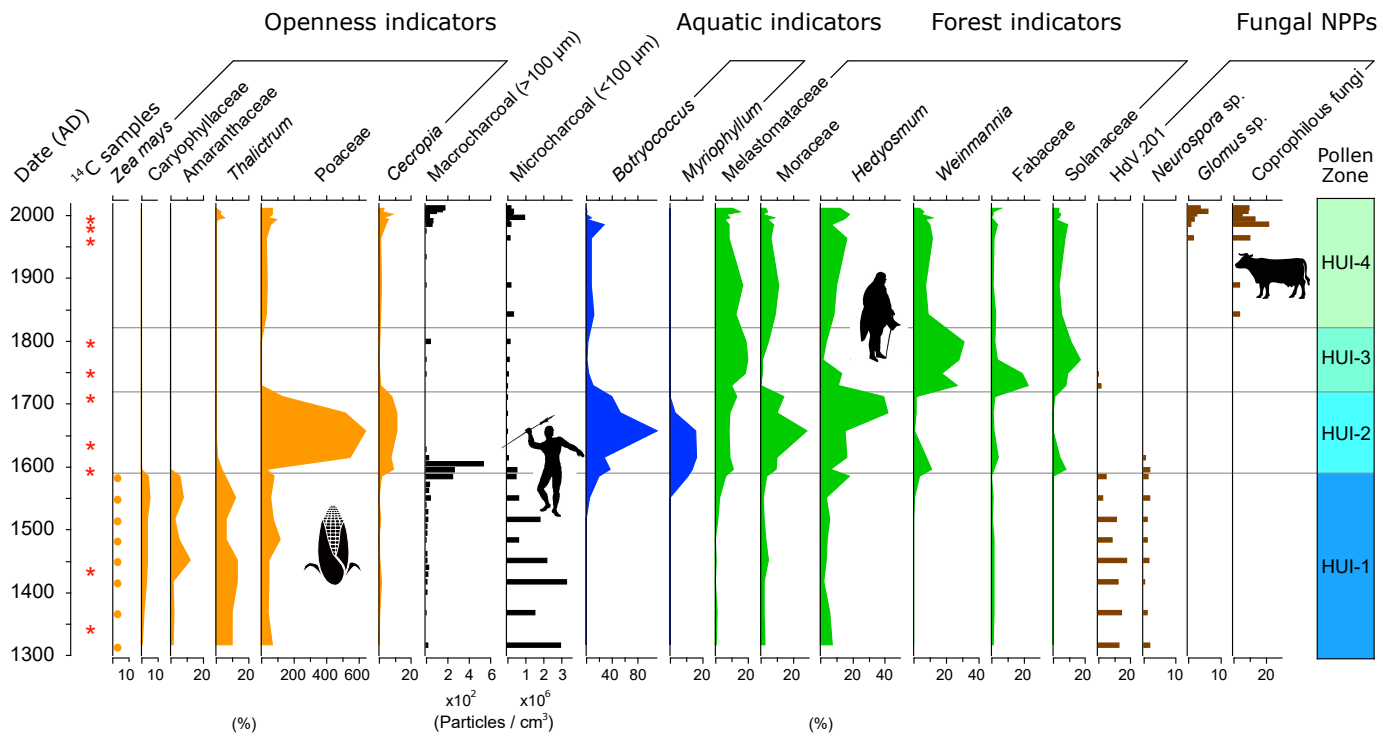 Openness indicators
Aquatic indicators
Forest indicators
Fungal NPPs
Date (AD)
¹⁴C samples
Zea mays
Caryophyllaceae
Amaranthaceae
Thalictrum
Poaceae
Cecropia
Macrocharcoal (>100 µm)
Microcharcoal (<100 µm)
Botryococcus
Myriophyllum
Melastomataceae
Moraceae
Hedyosmum
Weinmannia
Fabaceae
Solanaceae
HdV 201
Neurospora sp.
Glomus sp.
Coprophilous fungi
Pollen
Zone
2000
1900
1800
1700
1600
1500
1400
1300
* * * * * * * * * *
HUI-4
HUI-3
HUI-2
HUI-1
10 10 20 20 200 400 600 20 2 4 6 1 2 3 40 80 20 20 20 20 40 20 20 20 20 10 10 20
x10² x10⁶
(%) (Particles / cm³) (%)